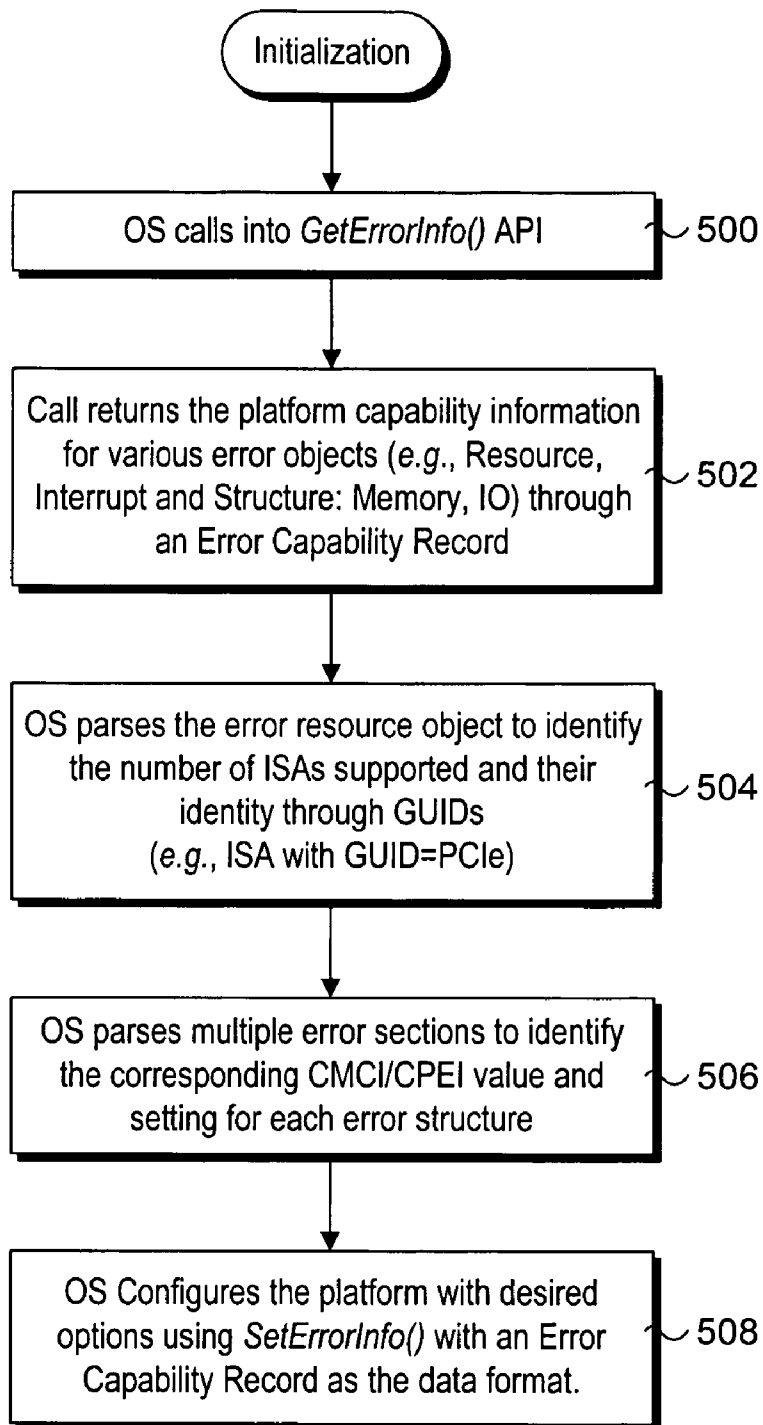 Initialization
OS calls into GetErrorInfo() API
500
Call returns the platform capability information
for various error objects (e.g., Resource,
Interrupt and Structure: Memory, IO) through
an Error Capability Record
502
OS parses the error resource object to identify
the number of ISAs supported and their
identity through GUIDs
(e.g., ISA with GUID=PCIe)
504
OS parses multiple error sections to identify
the corresponding CMCI/CPEI value and
setting for each error structure
506
OS Configures the platform with desired
options using SetErrorInfo() with an Error
Capability Record as the data format.
508